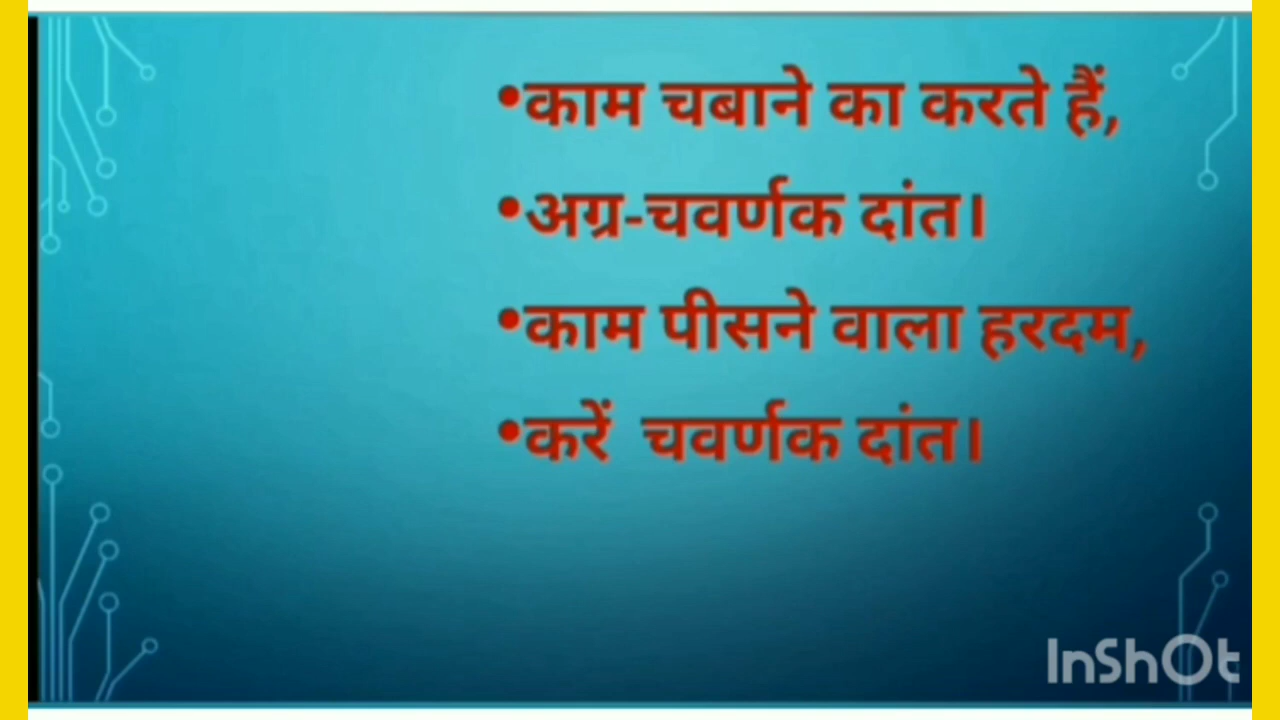 •काम चबाने का करते हैं,
•अग्र-चवर्णक दांत।
•काम पीसने वाला हरदम,
•करें चवर्णक दांत।
InShOt